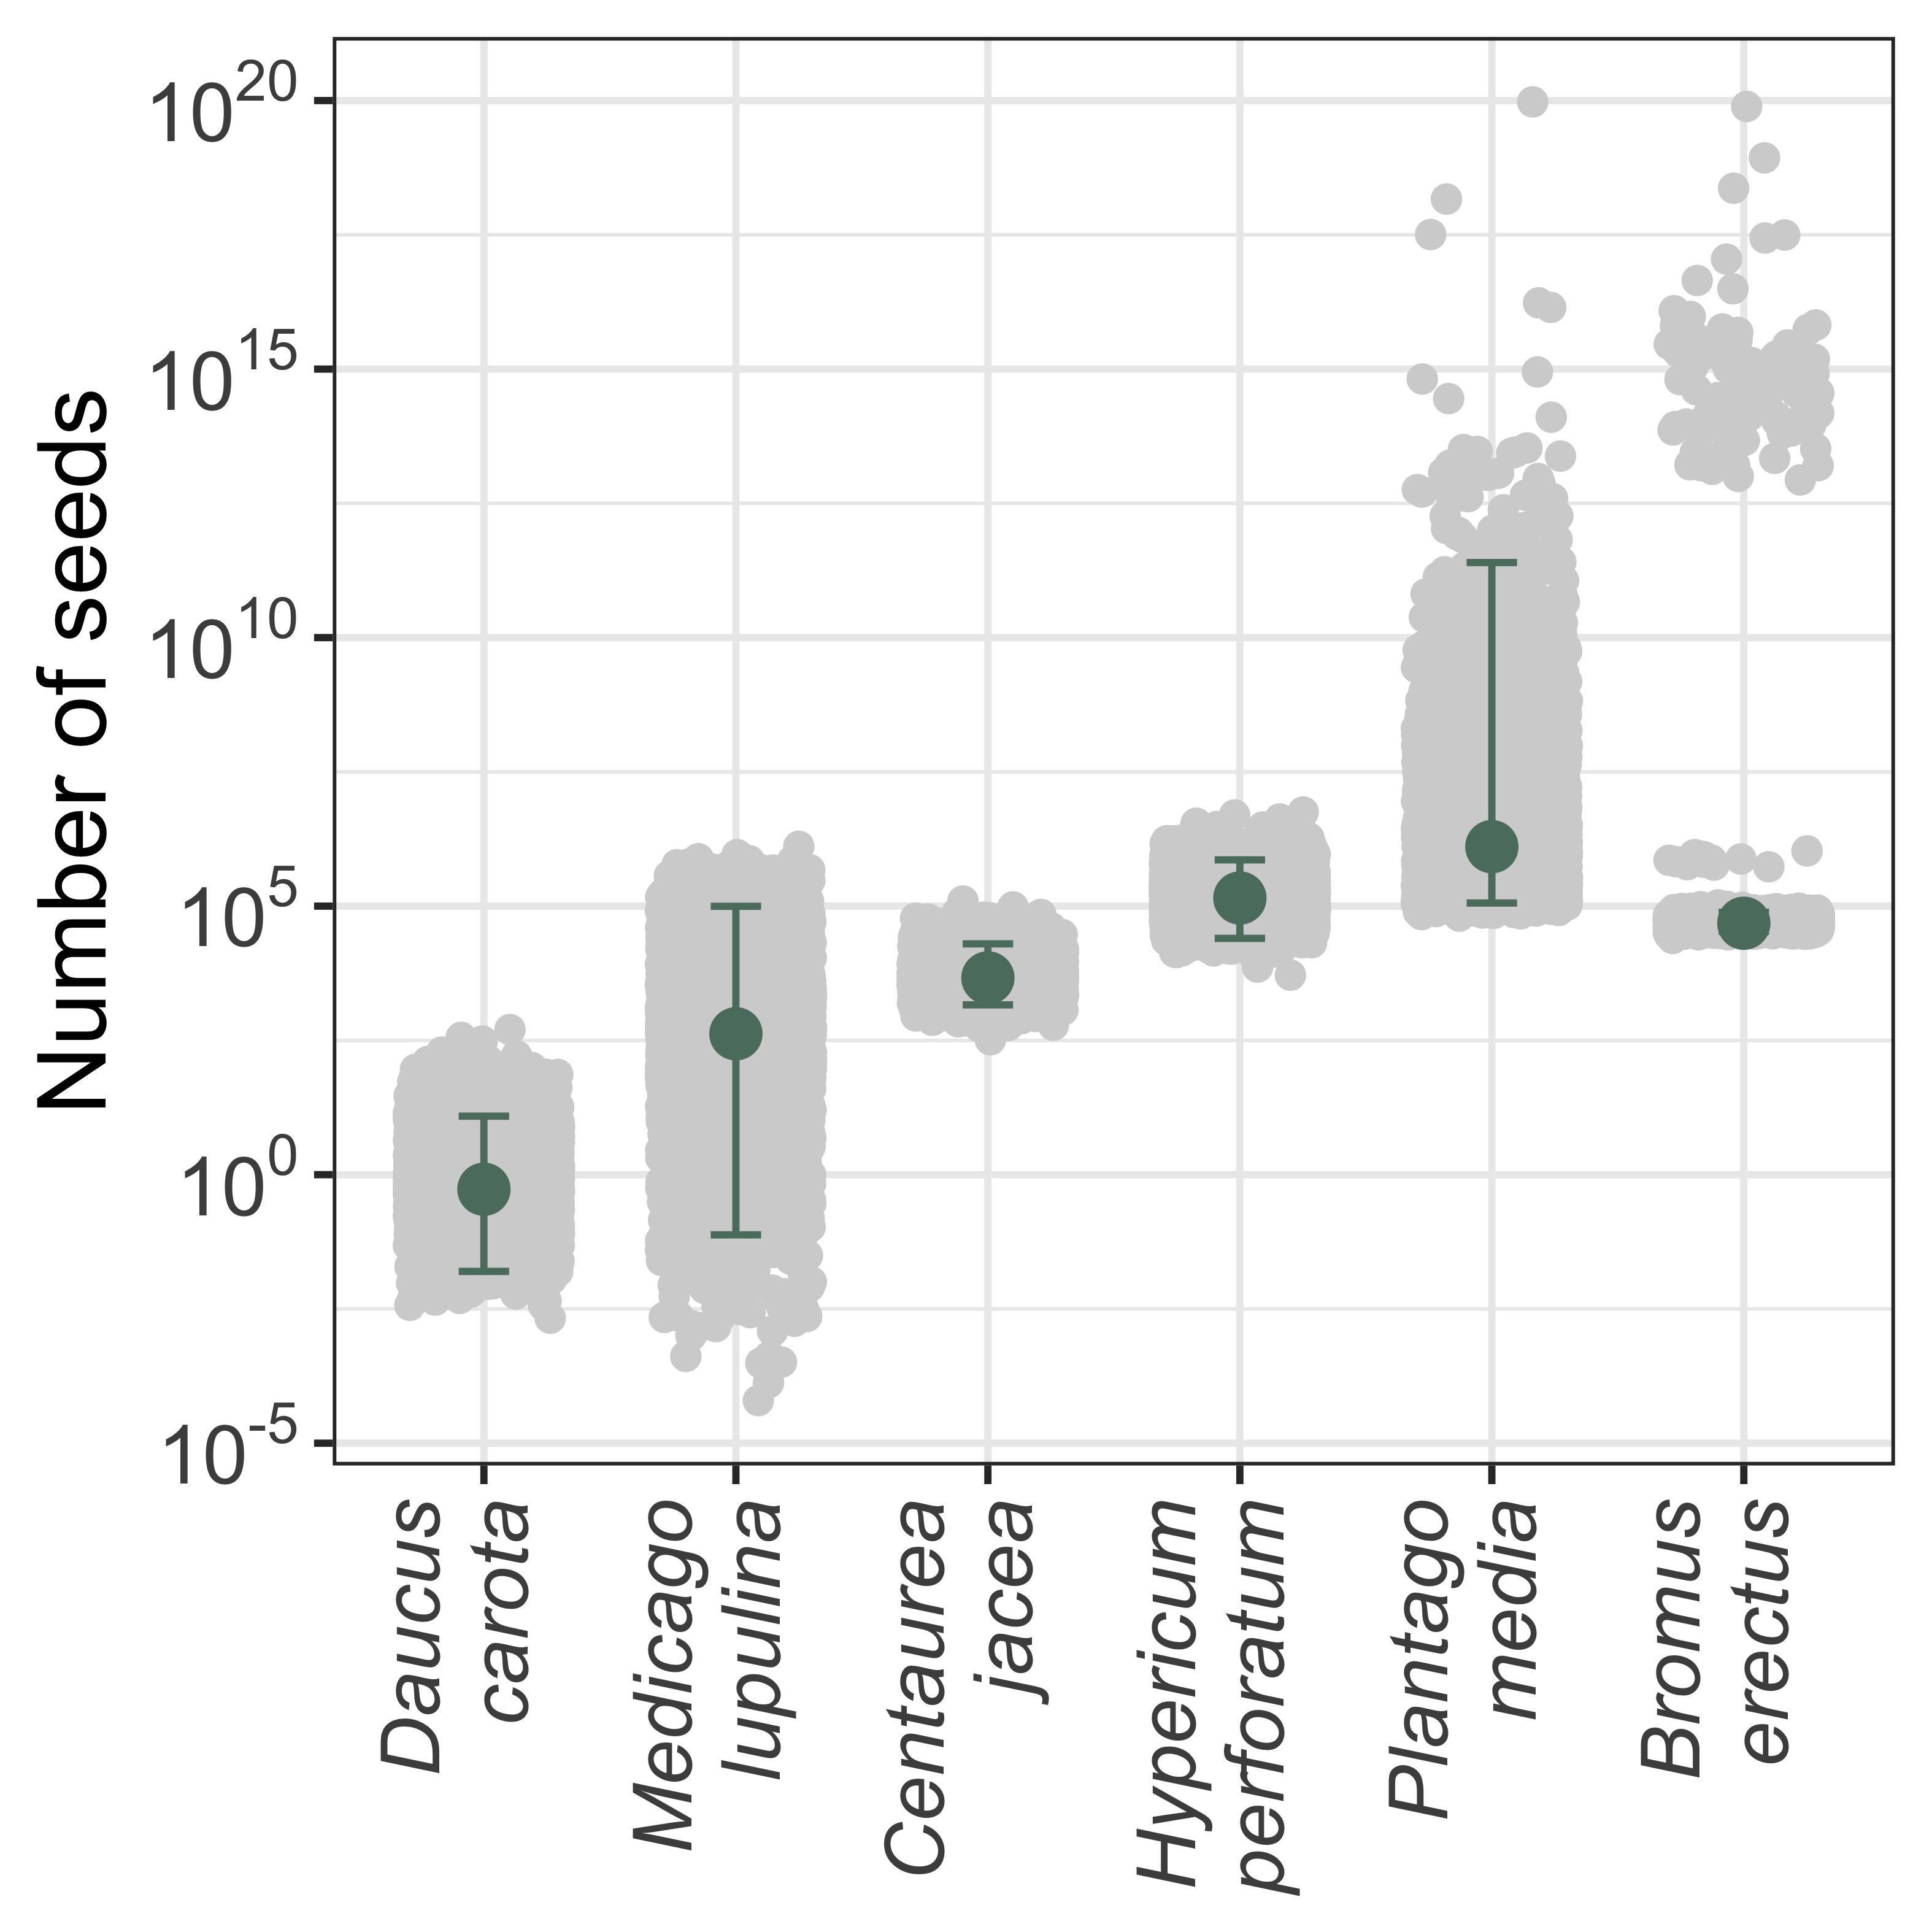 Number of seeds
10^20
10^15
10^10
10^5
10^0
10^-5
Daucus
carota
Medicago
lupulina
Centaurea
jacea
Hypericum
perforatum
Plantago
media
Bromus
erectus